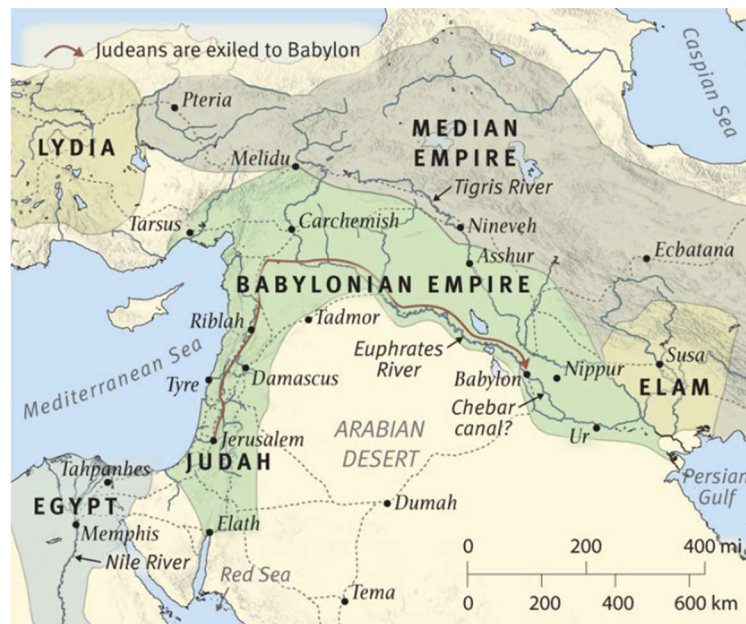 Judeans are exiled to Babylon
Caspian Sea
Pteria
LYDIA
MEDIAN
EMPIRE
Melidu
Tigris River
Tarsus
Carchemish
Nineveh
Asshur
Ecbatana
BABYLONIAN EMPIRE
Riblah
Tadmor
Mediterranean Sea
Euphrates
River
Susa
Tyre
Damascus
Babylon
Nippur
ELAM
Chebar
canal?
Ur
Jerusalem
ARABIAN
DESERT
JUDAH
Tahpanhes
Persian
Gulf
EGYPT
Memphis
Elath
Dumah
Nile River
Red Sea
Tema
0 200 400 mi
0 200 400 600 km